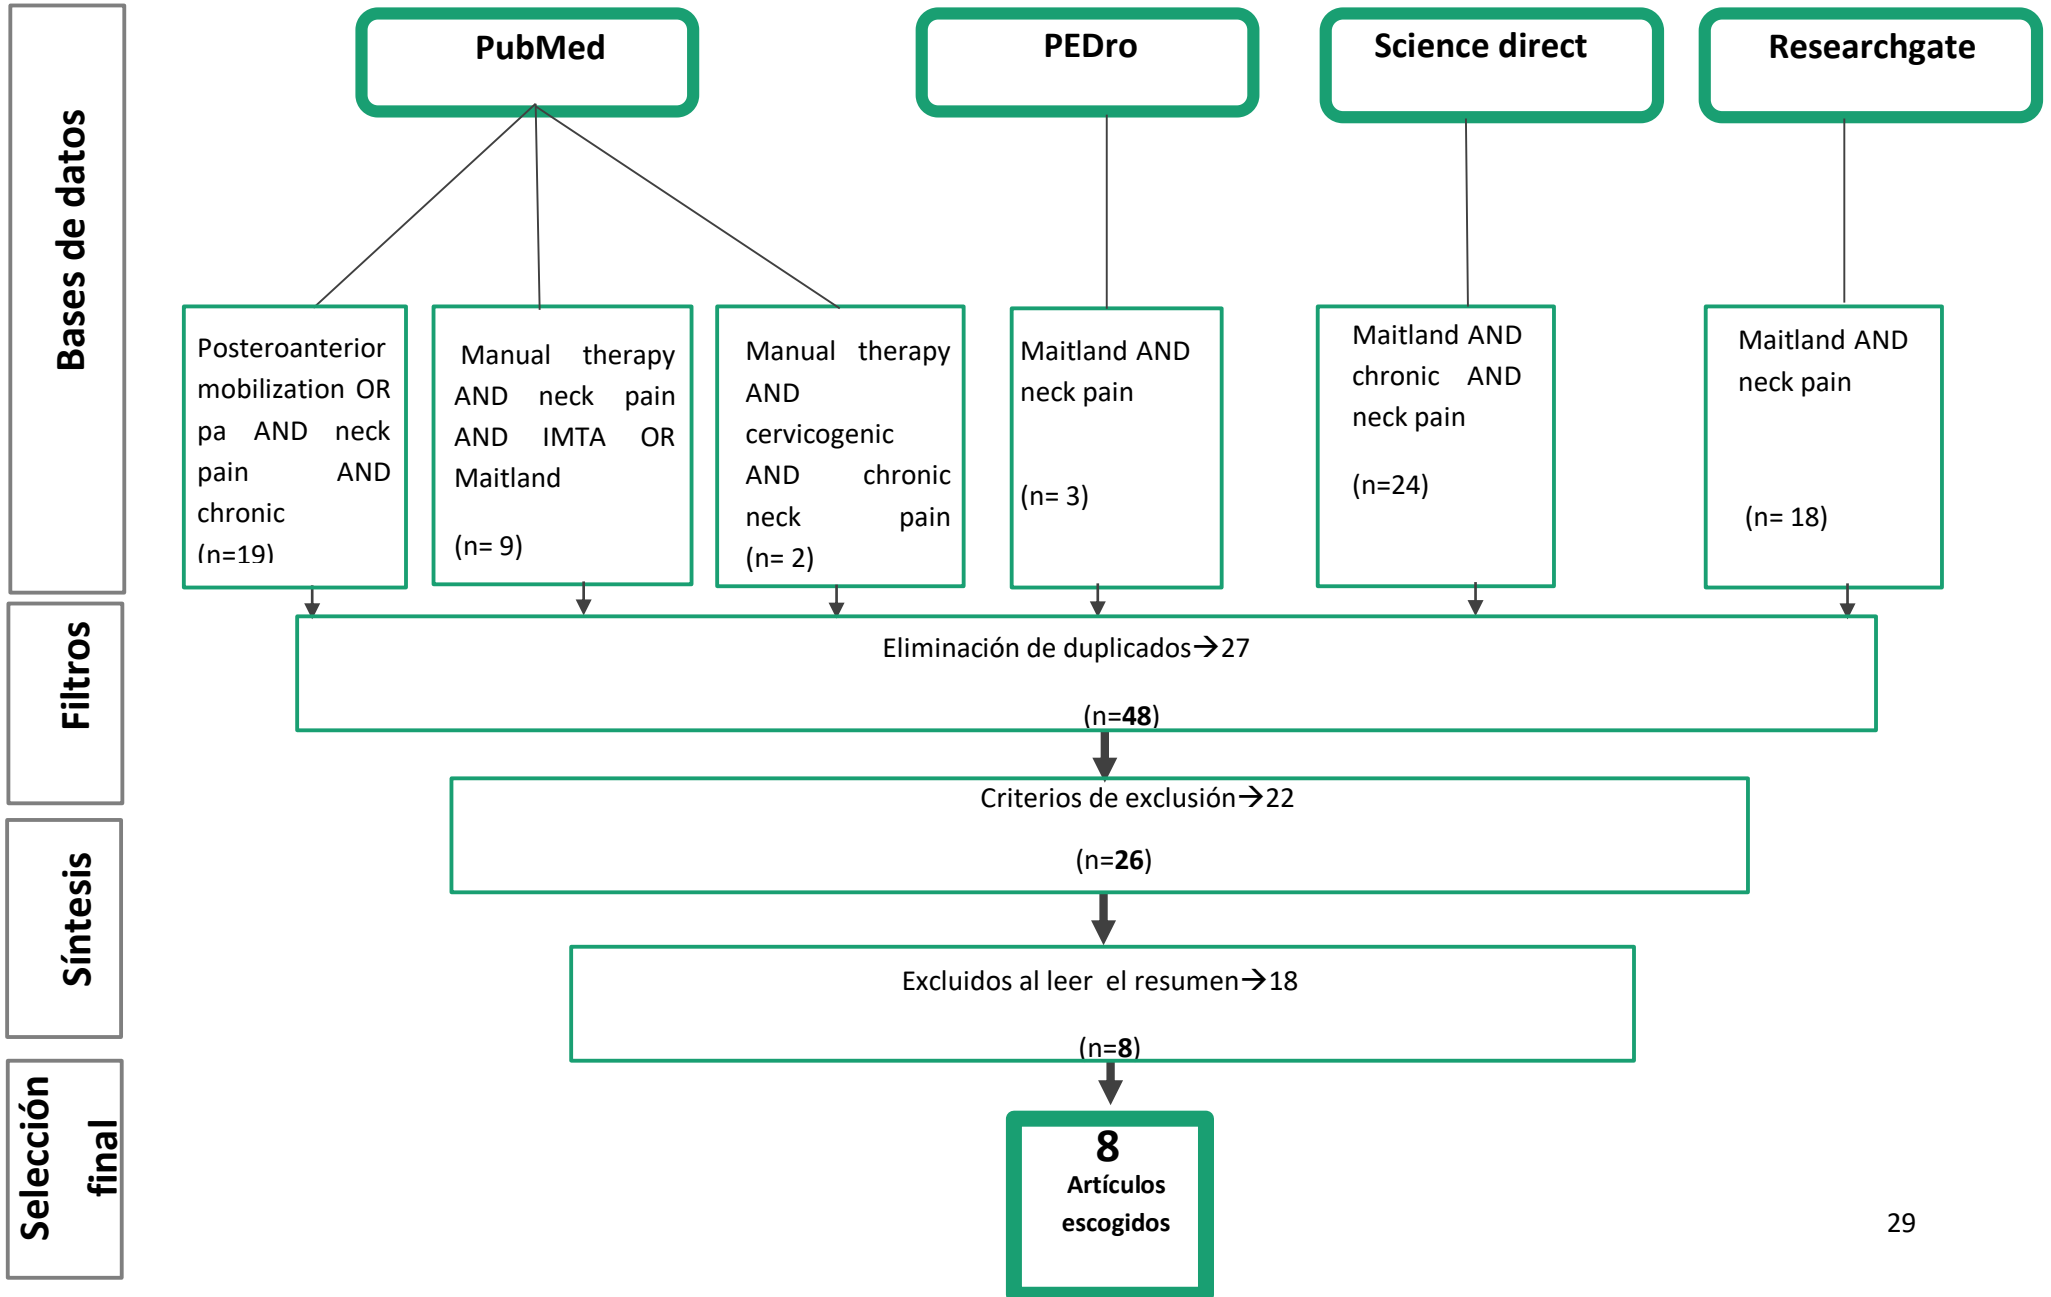 Bases de datos
PubMed
PEDro
Science direct
Researchgate
Posteroanterior
mobilization OR
pa AND neck
pain AND
chronic
(n=19)
Manual therapy
AND neck pain
AND IMTA OR
Maitland
(n= 9)
Manual therapy
AND
cervicogenic
AND chronic
neck pain
(n= 2)
Maitland AND
neck pain
(n= 3)
Maitland AND
chronic AND
neck pain
(n=24)
Maitland AND
neck pain
(n= 18)
Filtros
Eliminación de duplicados→27
(n=48)
Criterios de exclusión→22
(n=26)
Síntesis
Excluidos al leer el resumen→18
(n=8)
Selección
final
8
Artículos
escogidos
29